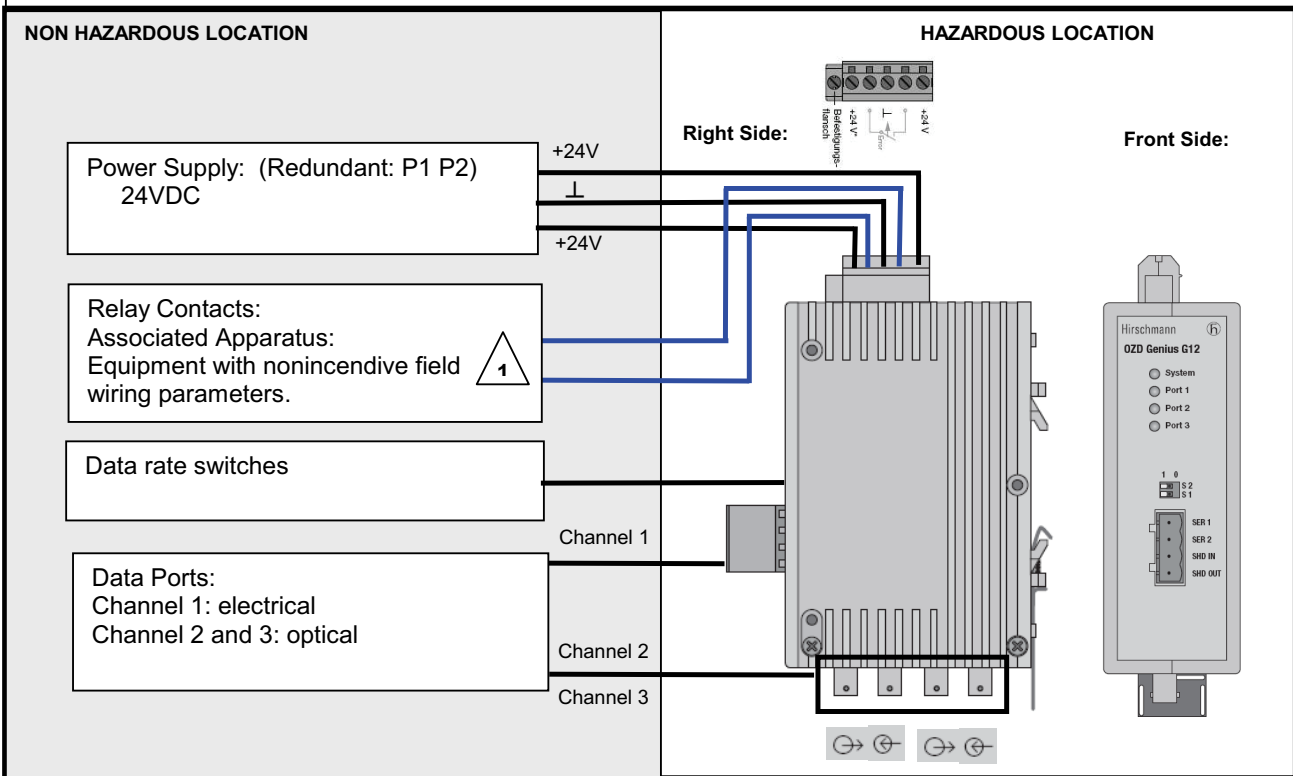 NON HAZARDOUS LOCATION
HAZARDOUS LOCATION
Befestigungs-
flansch
+24 V*
Error
+24 V
Right Side:
Front Side:
Power Supply: (Redundant: P1 P2)
24VDC
+24V
⊥
+24V
Relay Contacts:
Associated Apparatus:
Equipment with nonincendive field
wiring parameters.
1
Data rate switches
Channel 1
Data Ports:
Channel 1: electrical
Channel 2 and 3: optical
Channel 2
Channel 3
Hirschmann
OZD Genius G12
System
Port 1
Port 2
Port 3
1 0
S 2
S 1
SER 1
SER 2
SHD IN
SHD OUT